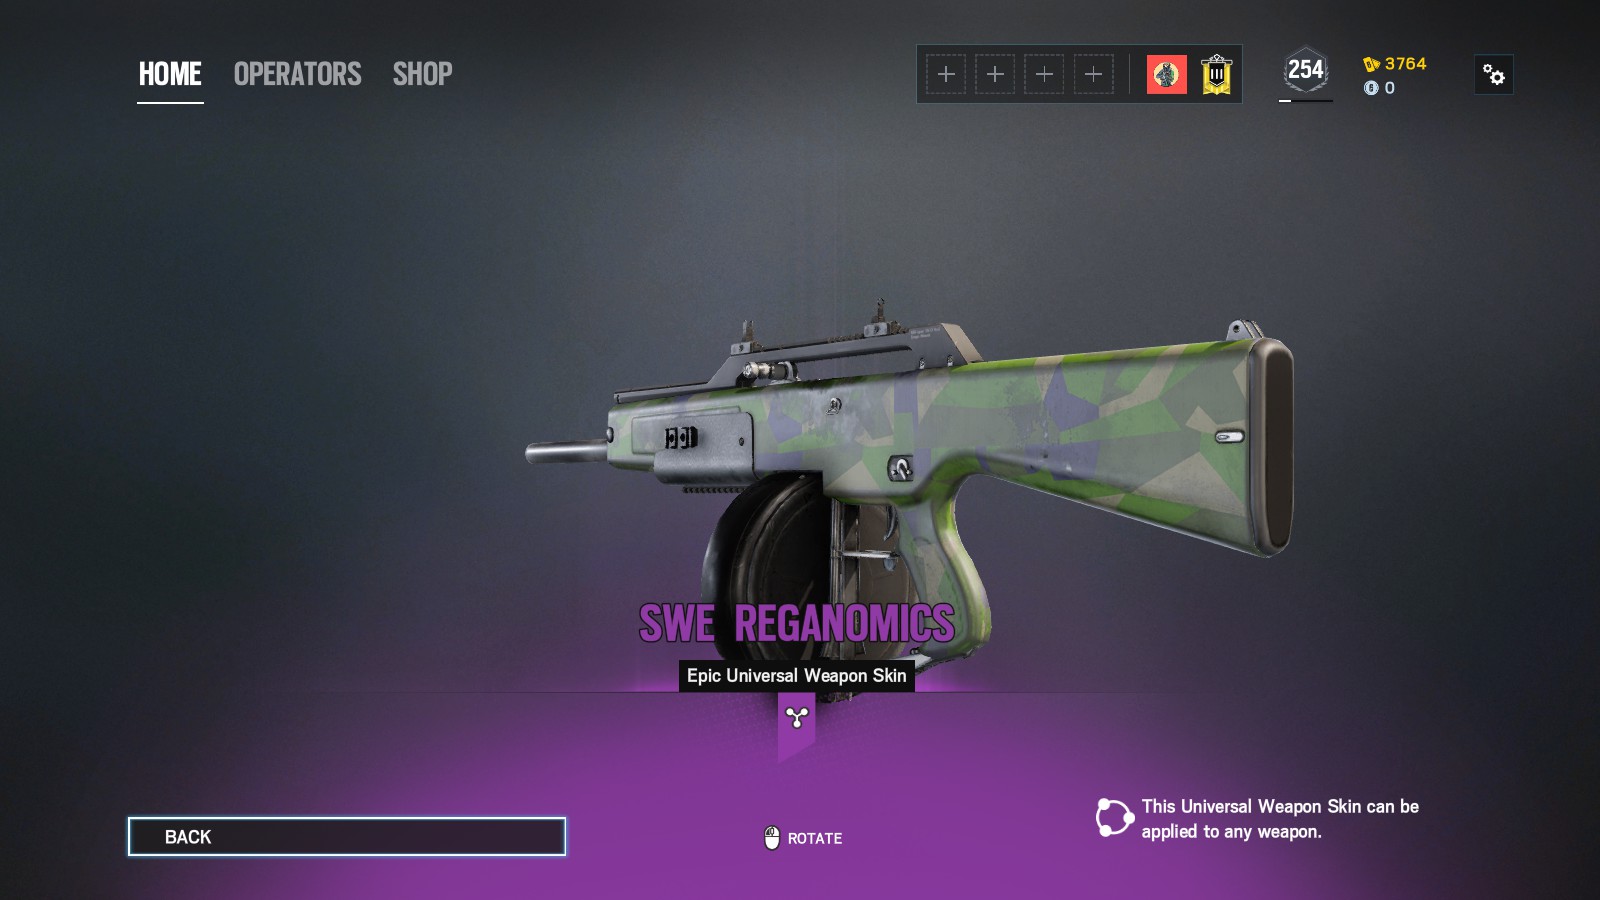 HOME OPERATORS SHOP
254
3764
0
SWE REGANOMICS
Epic Universal Weapon Skin
BACK
ROTATE
This Universal Weapon Skin can be
applied to any weapon.